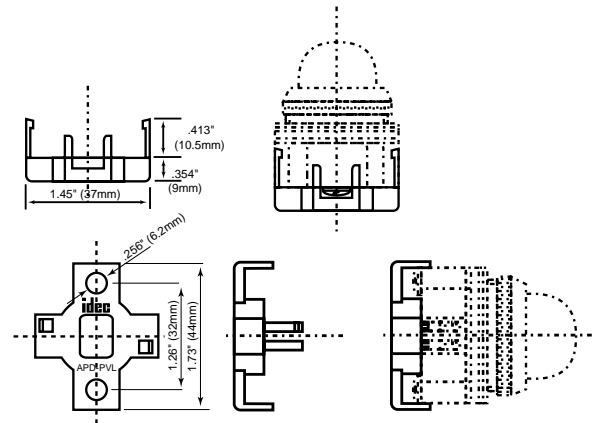 .413"
(10.5mm)
.354"
(9mm)
1.45" (37mm)
.256" (6.2mm)
idec
APD-PVL
1.26" (32mm)
1.73" (44mm)